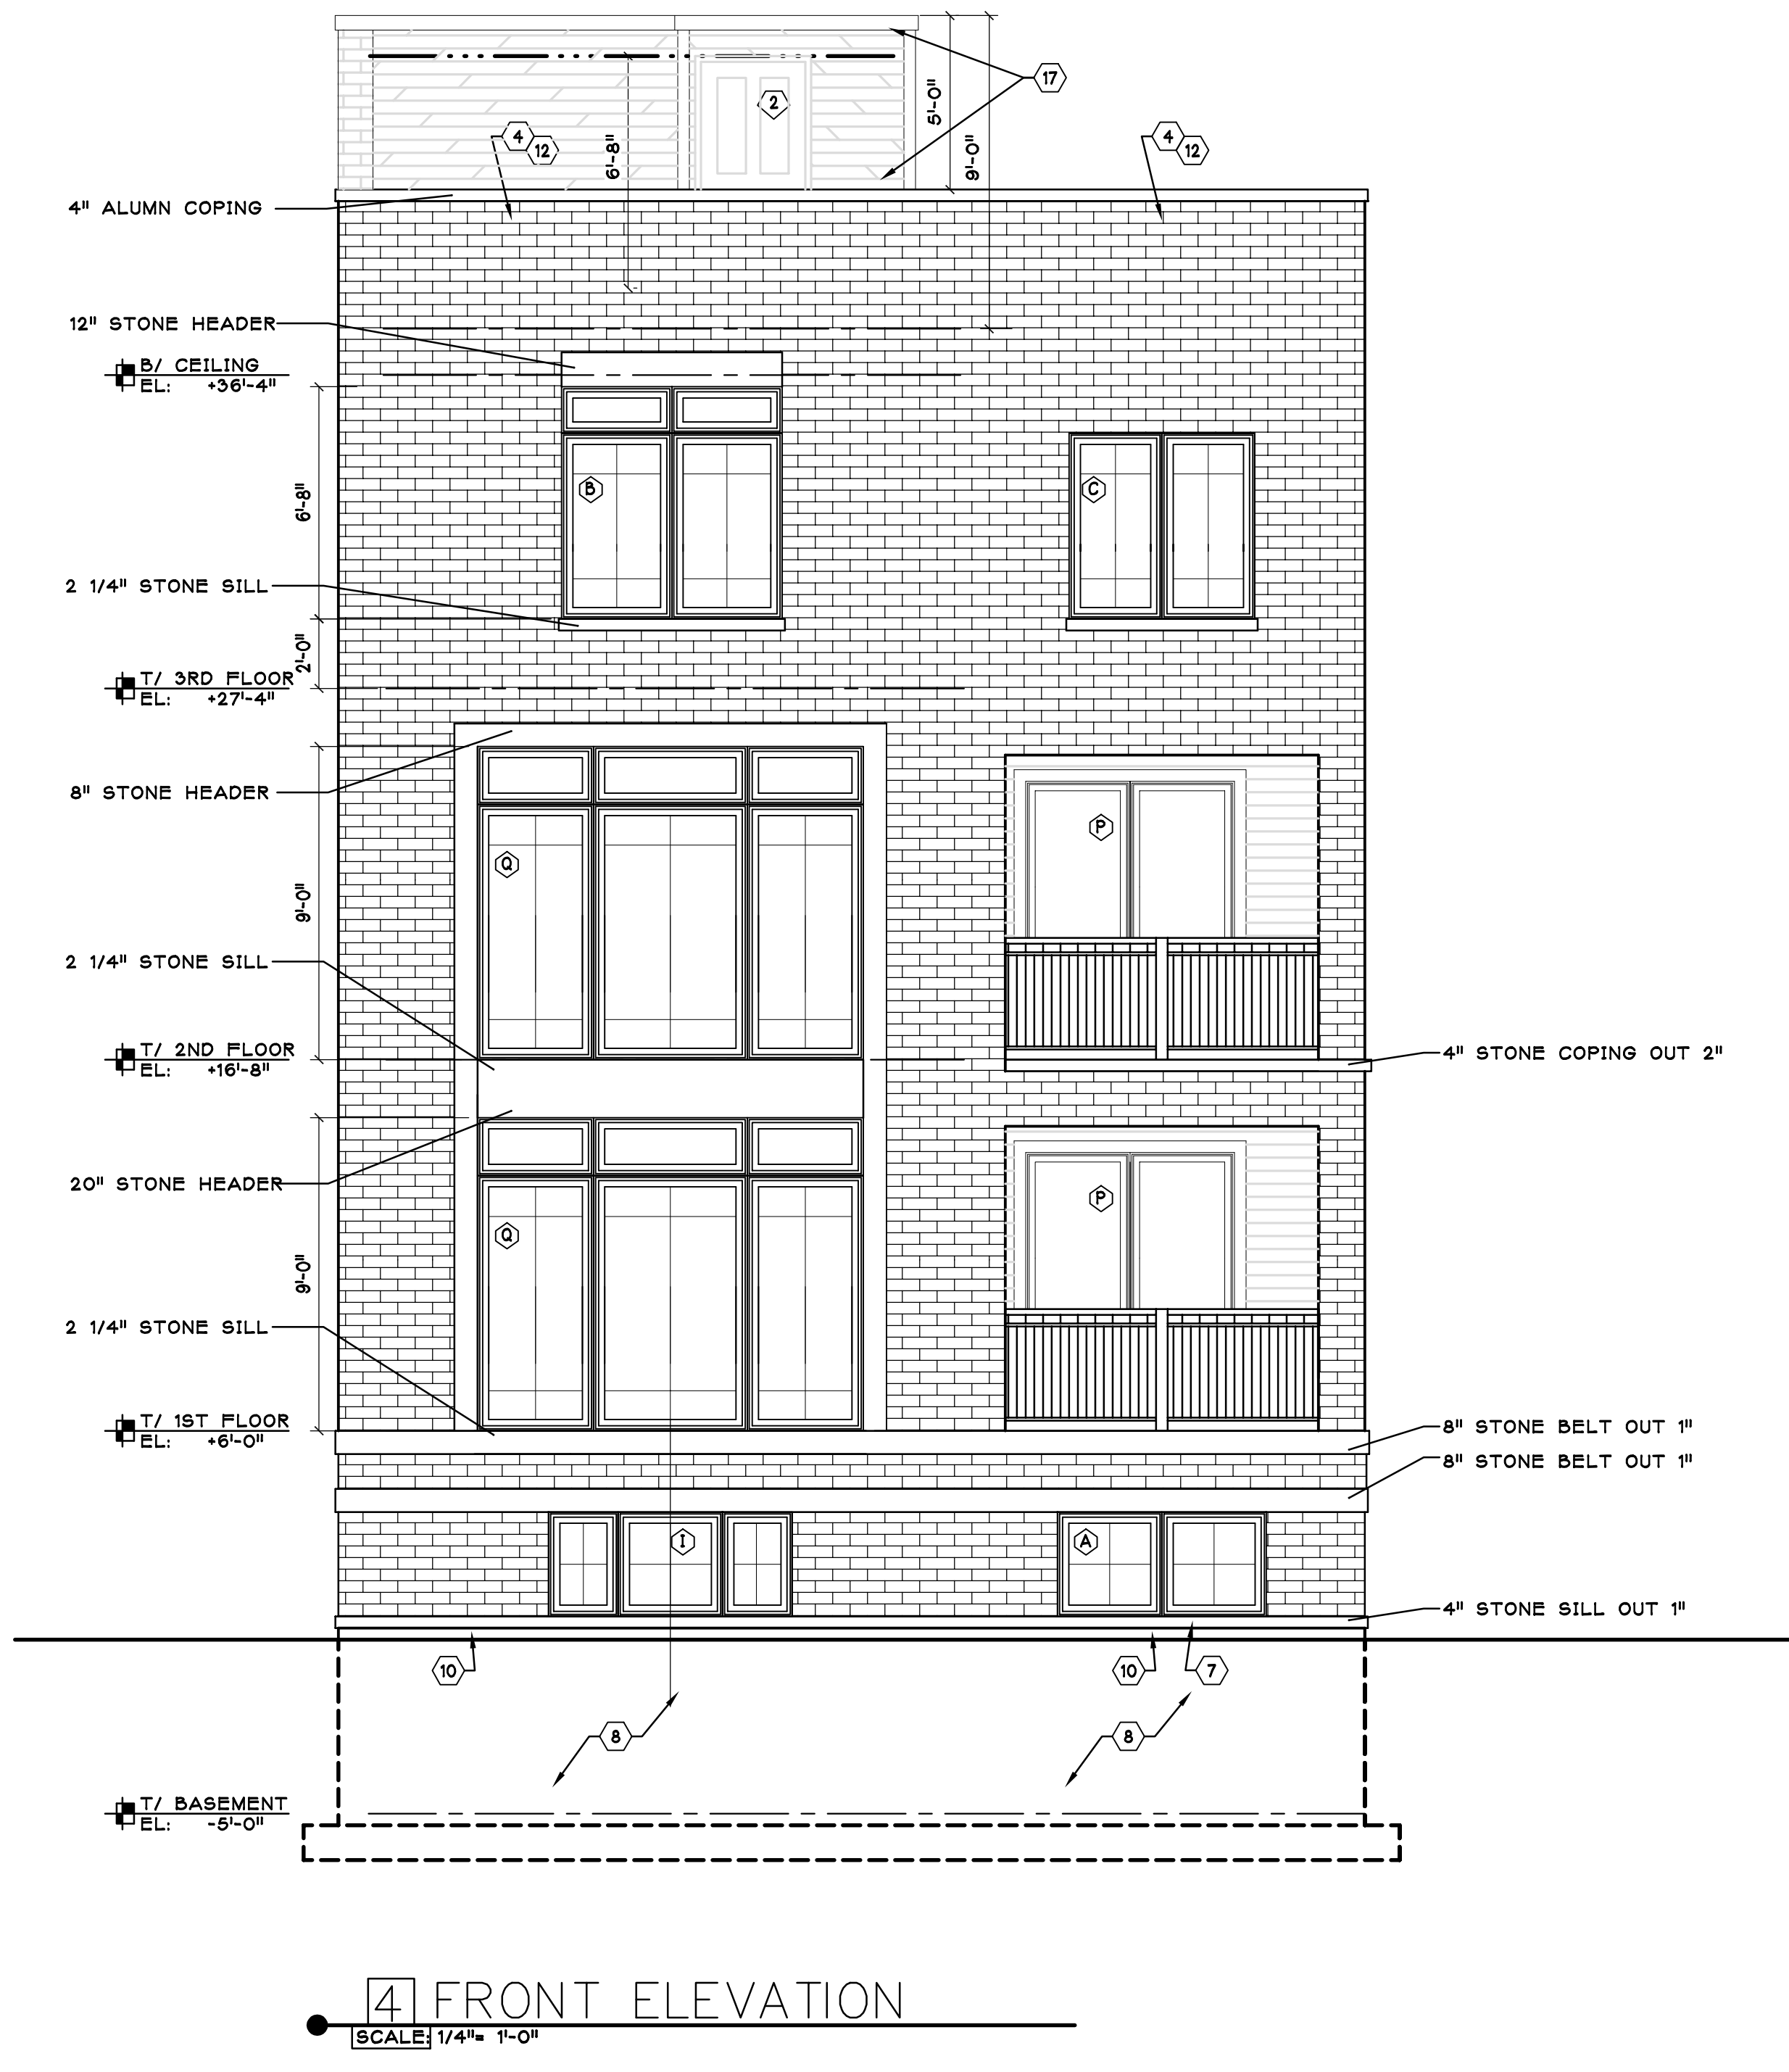 17
2
5'-0"
4
12
6'-8"
9'-0"
4
12
4" ALUMN COPING
12" STONE HEADER
B/ CEILING
EL: +36'-4"
B
C
6'-8"
2 1/4" STONE SILL
2'-0"
T/ 3RD FLOOR
EL: +27'-4"
8" STONE HEADER
P
Q
9'-0"
2 1/4" STONE SILL
T/ 2ND FLOOR
EL: +16'-8"
4" STONE COPING OUT 2"
20" STONE HEADER
P
Q
9'-0"
2 1/4" STONE SILL
T/ 1ST FLOOR
EL: +6'-0"
8" STONE BELT OUT 1"
8" STONE BELT OUT 1"
I
A
4" STONE SILL OUT 1"
10
10
7
8
8
T/ BASEMENT
EL: -5'-0"
4 FRONT ELEVATION
SCALE: 1/4"= 1'-0"